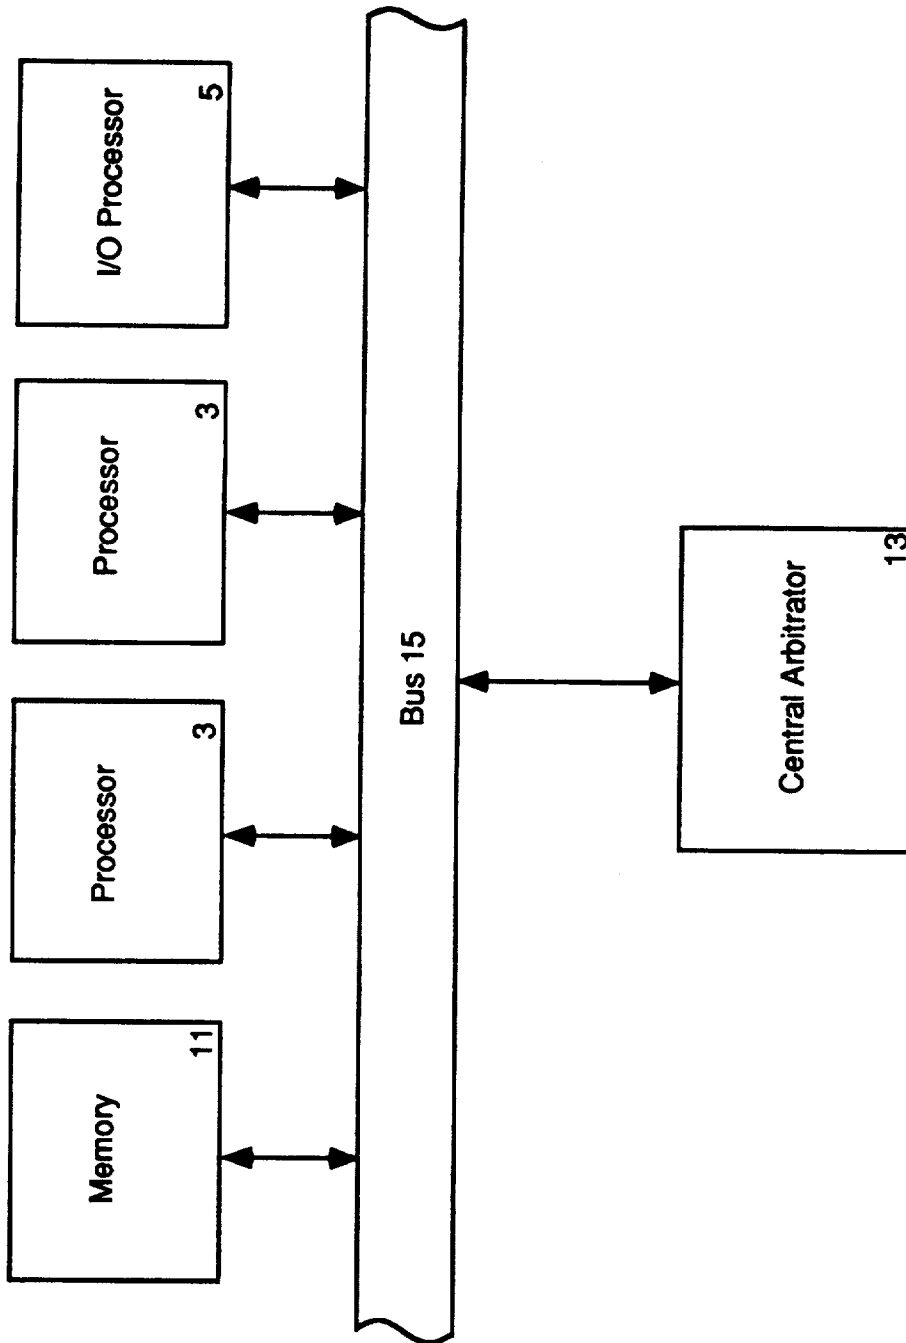 Memory
11
Processor
3
Processor
3
I/O Processor
5
Bus 15
Central Arbitrator
13